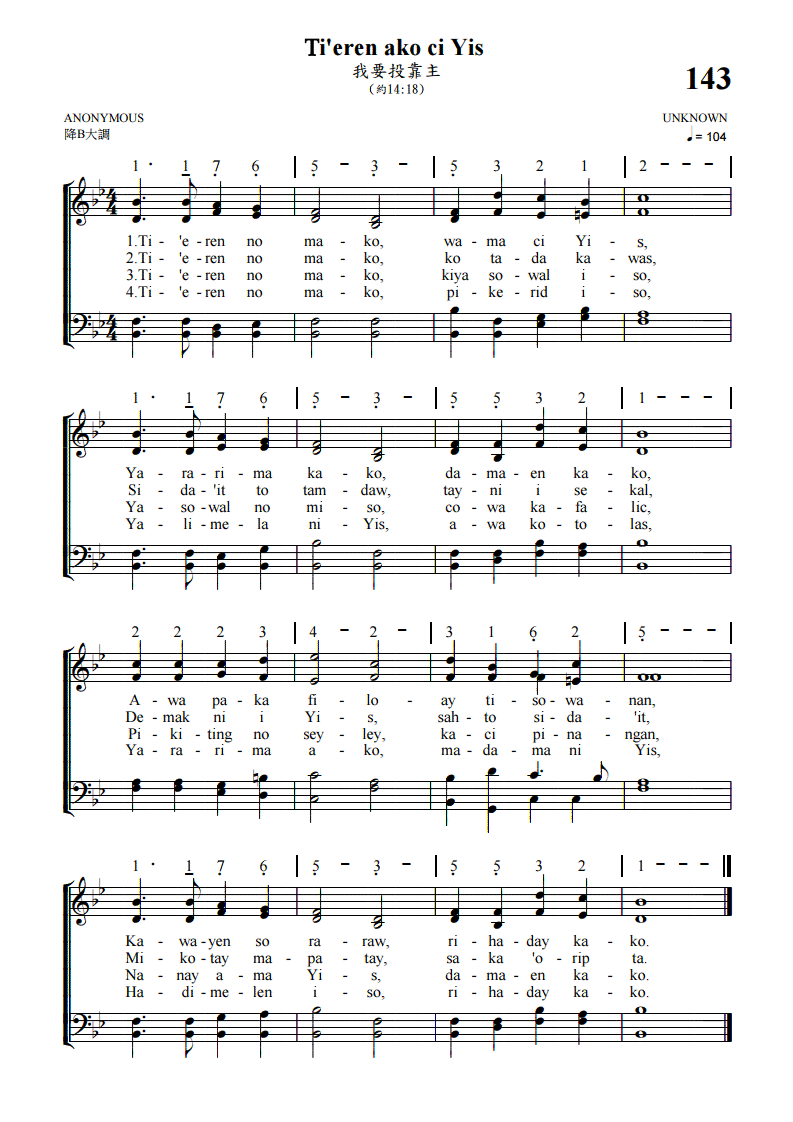 Ti'eren ako ci Yis
我要投靠主
(約14:18)
143
ANONYMOUS
UNKNOWN
降B大調
♩ = 104
1 · 1 7 6 | 5 - 3 - | 5 3 2 1 | 2 - - - |
1.Ti - 'e - ren no ma - ko, wa - ma ci Yi - s,
2.Ti - 'e - ren no ma - ko, ko ta - da ka - was,
3.Ti - 'e - ren no ma - ko, kiya so - wal i - so,
4.Ti - 'e - ren no ma - ko, pi - ke - rid i - so,
1 · 1 7 6 | 5 - 3 - | 5 5 3 2 | 1 - - - |
Ya - ra - ri - ma ka - ko, da - ma - en ka - ko,
Si - da - 'it to tam - daw, tay - ni i se - kal,
Ya - so - wal no mi - so, co - wa ka - fa - lic,
Ya - li - me - la ni - Yis, a - wa ko - to - las,
2 2 2 3 | 4 - 2 - | 3 1 6 2 | 5 - - - |
A - wa pa - ka fi - lo - ay ti - so - wa - nan,
De - mak ni i Yi - s, sah - to si - da - 'it,
Pi - ki - ting no sey - ley, ka - ci pi - na - ngan,
Ya - ra - ri - ma a - ko, ma - da - ma ni Yis,
1 · 1 7 6 | 5 - 3 - | 5 5 3 2 | 1 - - - ||
Ka - wa - yen so ra - raw, ri - ha - day ka - ko.
Mi - ko - tay ma - pa - tay, sa - ka 'o - rip ta.
Na - nay a - ma Yi - s, da - ma - en ka - ko.
Ha - di - me - len i - so, ri - ha - day ka - ko.